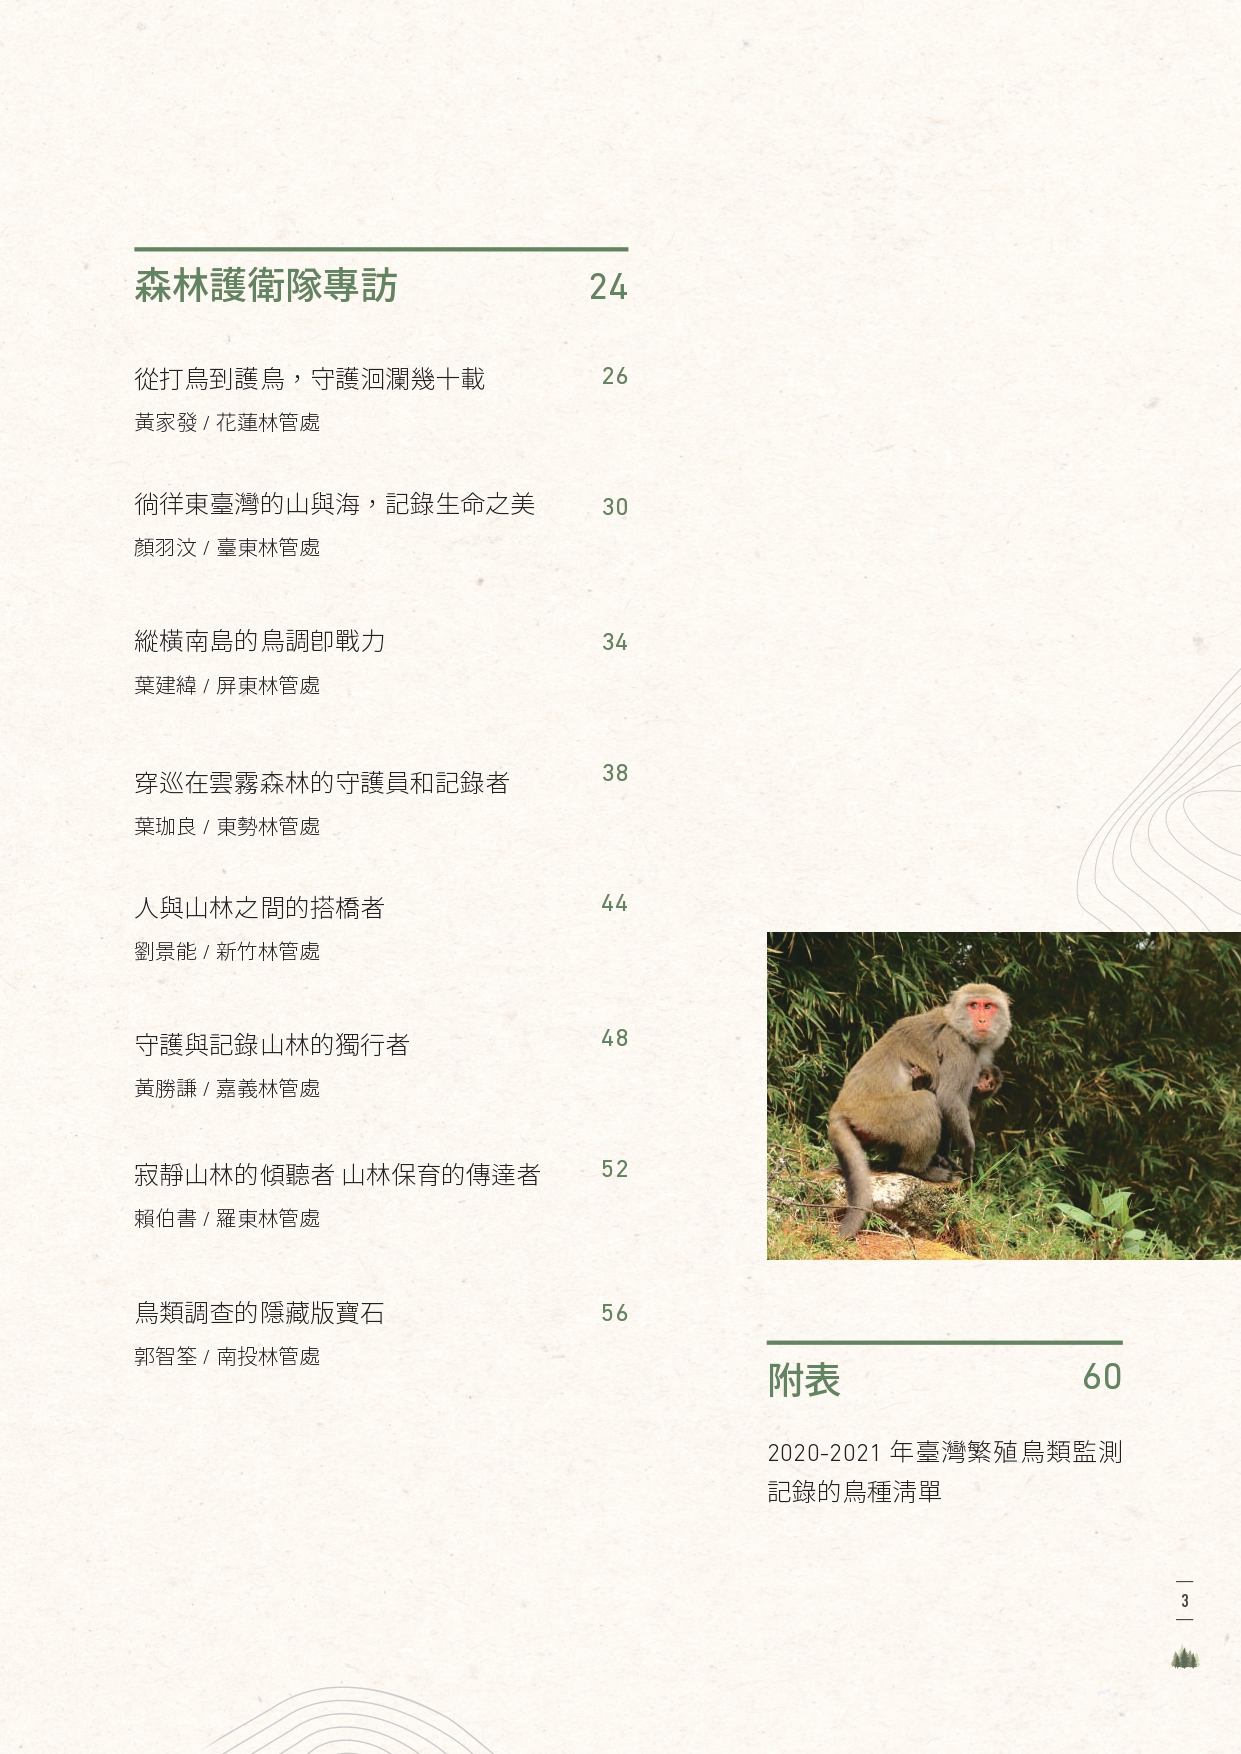 森林護衛隊專訪 24
從打鳥到護鳥，守護洄瀾幾十載 26
黃家發 / 花蓮林管處
徜徉東臺灣的山與海，記錄生命之美 30
顏羽汶 / 臺東林管處
縱橫南島的鳥調即戰力 34
葉建緯 / 屏東林管處
穿巡在雲霧森林的守護員和記錄者 38
葉珈良 / 東勢林管處
人與山林之間的搭橋者 44
劉景能 / 新竹林管處
守護與記錄山林的獨行者 48
黃勝謙 / 嘉義林管處
寂靜山林的傾聽者 山林保育的傳達者 52
賴伯書 / 羅東林管處
鳥類調查的隱藏版寶石 56
郭智筌 / 南投林管處
附表 60
2020-2021 年臺灣繁殖鳥類監測
記錄的鳥種清單
3